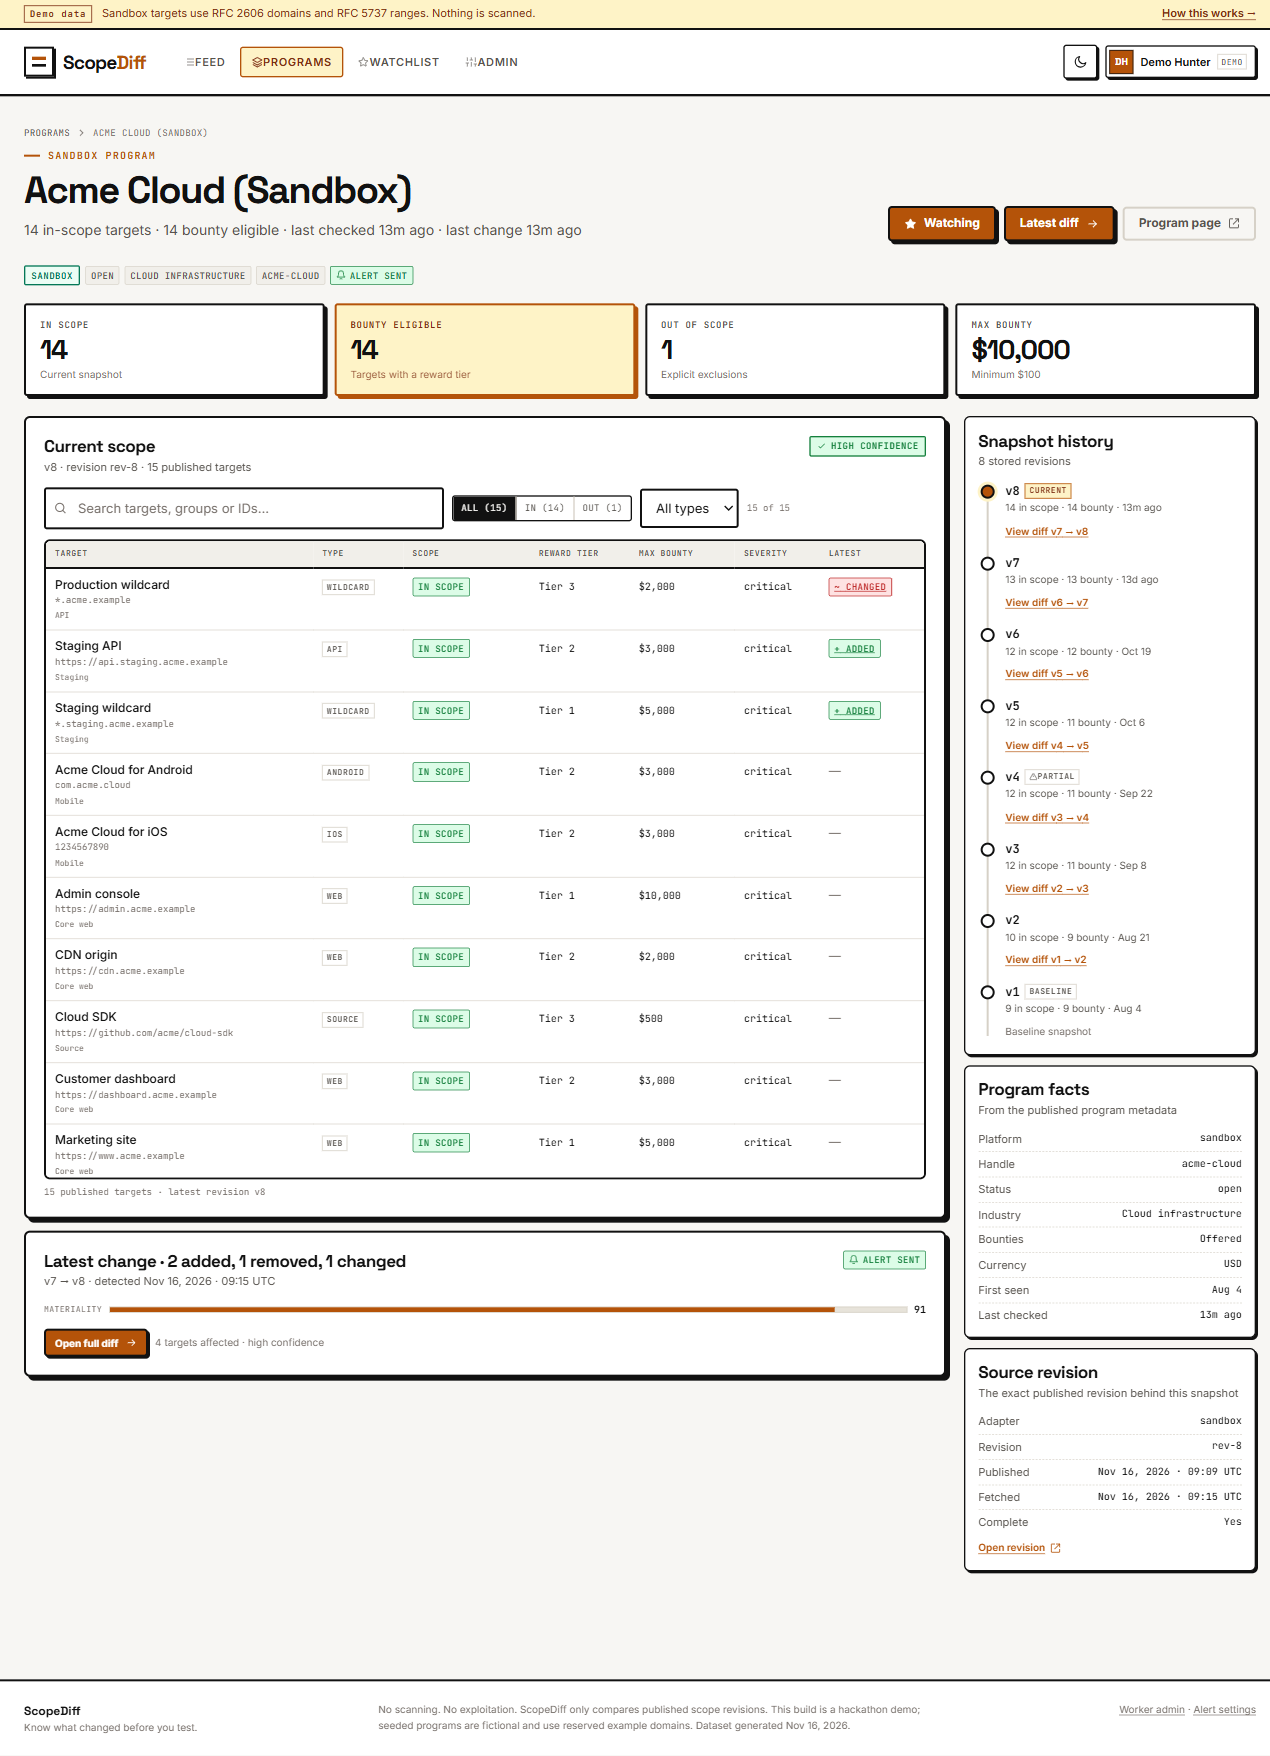 Demo data Sandbox targets use RFC 2606 domains and RFC 5737 ranges. Nothing is scanned. How this works →
ScopeDiff FEED PROGRAMS WATCHLIST ADMIN DH Demo Hunter DEMO
PROGRAMS > ACME CLOUD (SANDBOX)
SANDBOX PROGRAM
Acme Cloud (Sandbox)
14 in-scope targets · 14 bounty eligible · last checked 13m ago · last change 13m ago
Watching Latest diff → Program page
SANDBOX OPEN CLOUD INFRASTRUCTURE ACME-CLOUD ALERT SENT
IN SCOPE
14
Current snapshot
BOUNTY ELIGIBLE
14
Targets with a reward tier
OUT OF SCOPE
1
Explicit exclusions
MAX BOUNTY
$10,000
Minimum $100
Current scope
v8 · revision rev-8 · 15 published targets
HIGH CONFIDENCE
Search targets, groups or IDs... ALL (15) IN (14) OUT (1) All types 15 of 15
TARGET TYPE SCOPE REWARD TIER MAX BOUNTY SEVERITY LATEST
Production wildcard WILDCARD IN SCOPE Tier 3 $2,000 critical ~ CHANGED
*.acme.example
API
Staging API API IN SCOPE Tier 2 $3,000 critical + ADDED
https://api.staging.acme.example
Staging
Staging wildcard WILDCARD IN SCOPE Tier 1 $5,000 critical + ADDED
*.staging.acme.example
Staging
Acme Cloud for Android ANDROID IN SCOPE Tier 2 $3,000 critical —
com.acme.cloud
Mobile
Acme Cloud for iOS IOS IN SCOPE Tier 2 $3,000 critical —
1234567890
Mobile
Admin console WEB IN SCOPE Tier 1 $10,000 critical —
https://admin.acme.example
Core web
CDN origin WEB IN SCOPE Tier 2 $2,000 critical —
https://cdn.acme.example
Core web
Cloud SDK SOURCE IN SCOPE Tier 3 $500 critical —
https://github.com/acme/cloud-sdk
Source
Customer dashboard WEB IN SCOPE Tier 2 $3,000 critical —
https://dashboard.acme.example
Core web
Marketing site WEB IN SCOPE Tier 1 $5,000 critical —
https://www.acme.example
Core web
15 published targets · latest revision v8
Latest change · 2 added, 1 removed, 1 changed
v7 → v8 · detected Nov 16, 2026 · 09:15 UTC
ALERT SENT
MATERIALITY 91
Open full diff → 4 targets affected · high confidence
Snapshot history
8 stored revisions
v8 CURRENT
14 in scope · 14 bounty · 13m ago
View diff v7 → v8
v7
13 in scope · 13 bounty · 13d ago
View diff v6 → v7
v6
12 in scope · 12 bounty · Oct 19
View diff v5 → v6
v5
12 in scope · 11 bounty · Oct 6
View diff v4 → v5
v4 PARTIAL
12 in scope · 11 bounty · Sep 22
View diff v3 → v4
v3
12 in scope · 11 bounty · Sep 8
View diff v2 → v3
v2
10 in scope · 9 bounty · Aug 21
View diff v1 → v2
v1 BASELINE
9 in scope · 9 bounty · Aug 4
Baseline snapshot
Program facts
From the published program metadata
Platform sandbox
Handle acme-cloud
Status open
Industry Cloud infrastructure
Bounties Offered
Currency USD
First seen Aug 4
Last checked 13m ago
Source revision
The exact published revision behind this snapshot
Adapter sandbox
Revision rev-8
Published Nov 16, 2026 · 09:09 UTC
Fetched Nov 16, 2026 · 09:15 UTC
Complete Yes
Open revision
ScopeDiff
Know what changed before you test.
No scanning. No exploitation. ScopeDiff only compares published scope revisions. This build is a hackathon demo;
seeded programs are fictional and use reserved example domains. Dataset generated Nov 16, 2026.
Worker admin · Alert settings